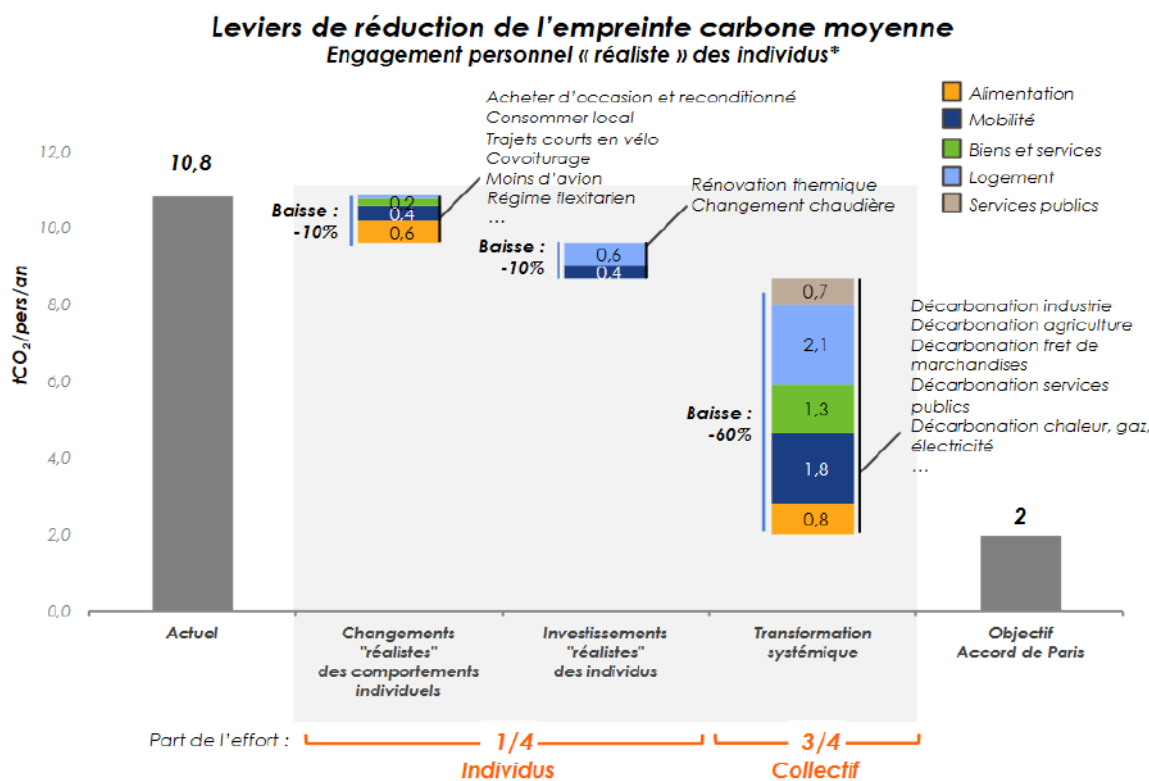 Leviers de réduction de l'empreinte carbone moyenne
Engagement personnel « réaliste » des individus*
Alimentation
Mobilité
Biens et services
Logement
Services publics
Acheter d'occasion et reconditionné
Consommer local
Trajets courts en vélo
Covoiturage
Moins d'avion
Régime flexitarien
...
Rénovation thermique
Changement chaudière
tCO2/pers/an
12,0
10,0
8,0
6,0
4,0
2,0
0,0
10,8
Baisse :
-10%
0,2
0,4
0,6
Baisse :
-10%
0,6
0,4
Baisse :
-60%
0,7
2,1
1,3
1,8
0,8
Décarbonation industrie
Décarbonation agriculture
Décarbonation fret de
marchandises
Décarbonation services
publics
Décarbonation chaleur, gaz,
électricité
...
2
Actuel
Changements
"réalistes"
des comportements
individuels
Investissements
"réalistes"
des individus
Transformation
systémique
Objectif
Accord de Paris
Part de l'effort :
1/4
Individus
3/4
Collectif